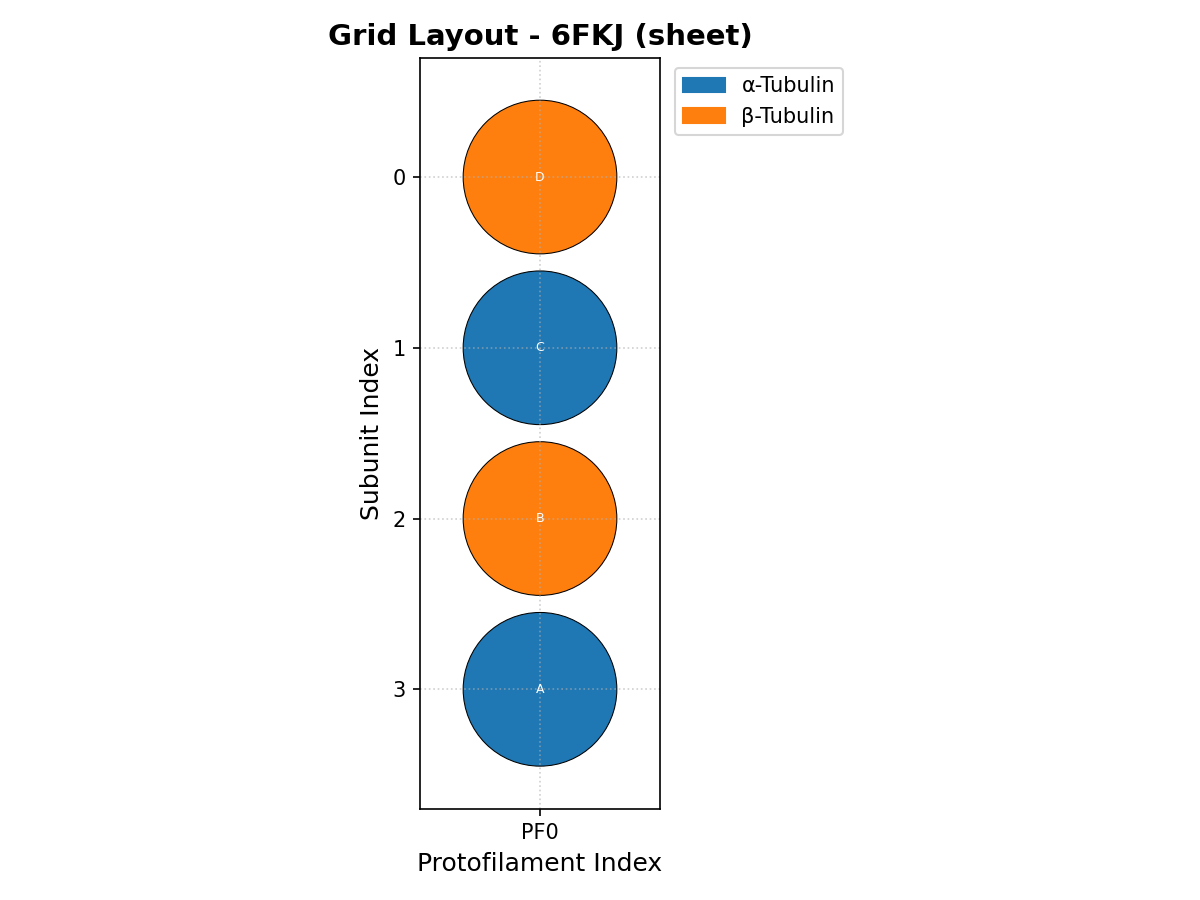 Grid Layout - 6FKJ (sheet)
α-Tubulin
β-Tubulin
0
D
1
C
2
B
3
A
Subunit Index
PF0
Protofilament Index